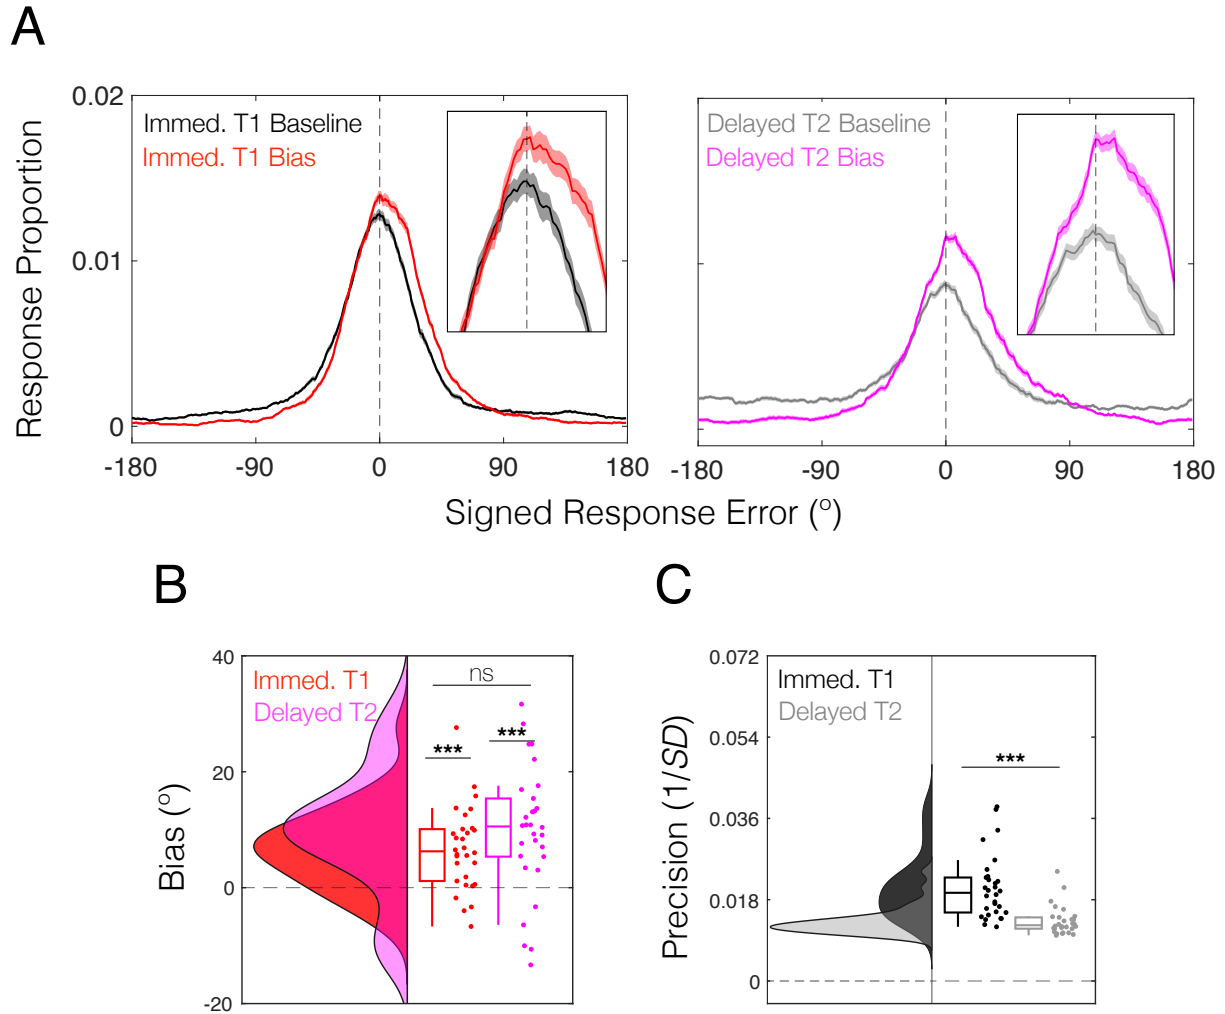 A
0.02
0.01
0
Response Proportion
Immed. T1 Baseline
Immed. T1 Bias
Delayed T2 Baseline
Delayed T2 Bias
-180 -90 0 90 180
-180 -90 0 90 180
Signed Response Error (°)
B
40
20
0
-20
Bias (°)
Immed. T1
Delayed T2
ns
***
***
C
0.072
0.054
0.036
0.018
0
Precision (1/SD)
Immed. T1
Delayed T2
***